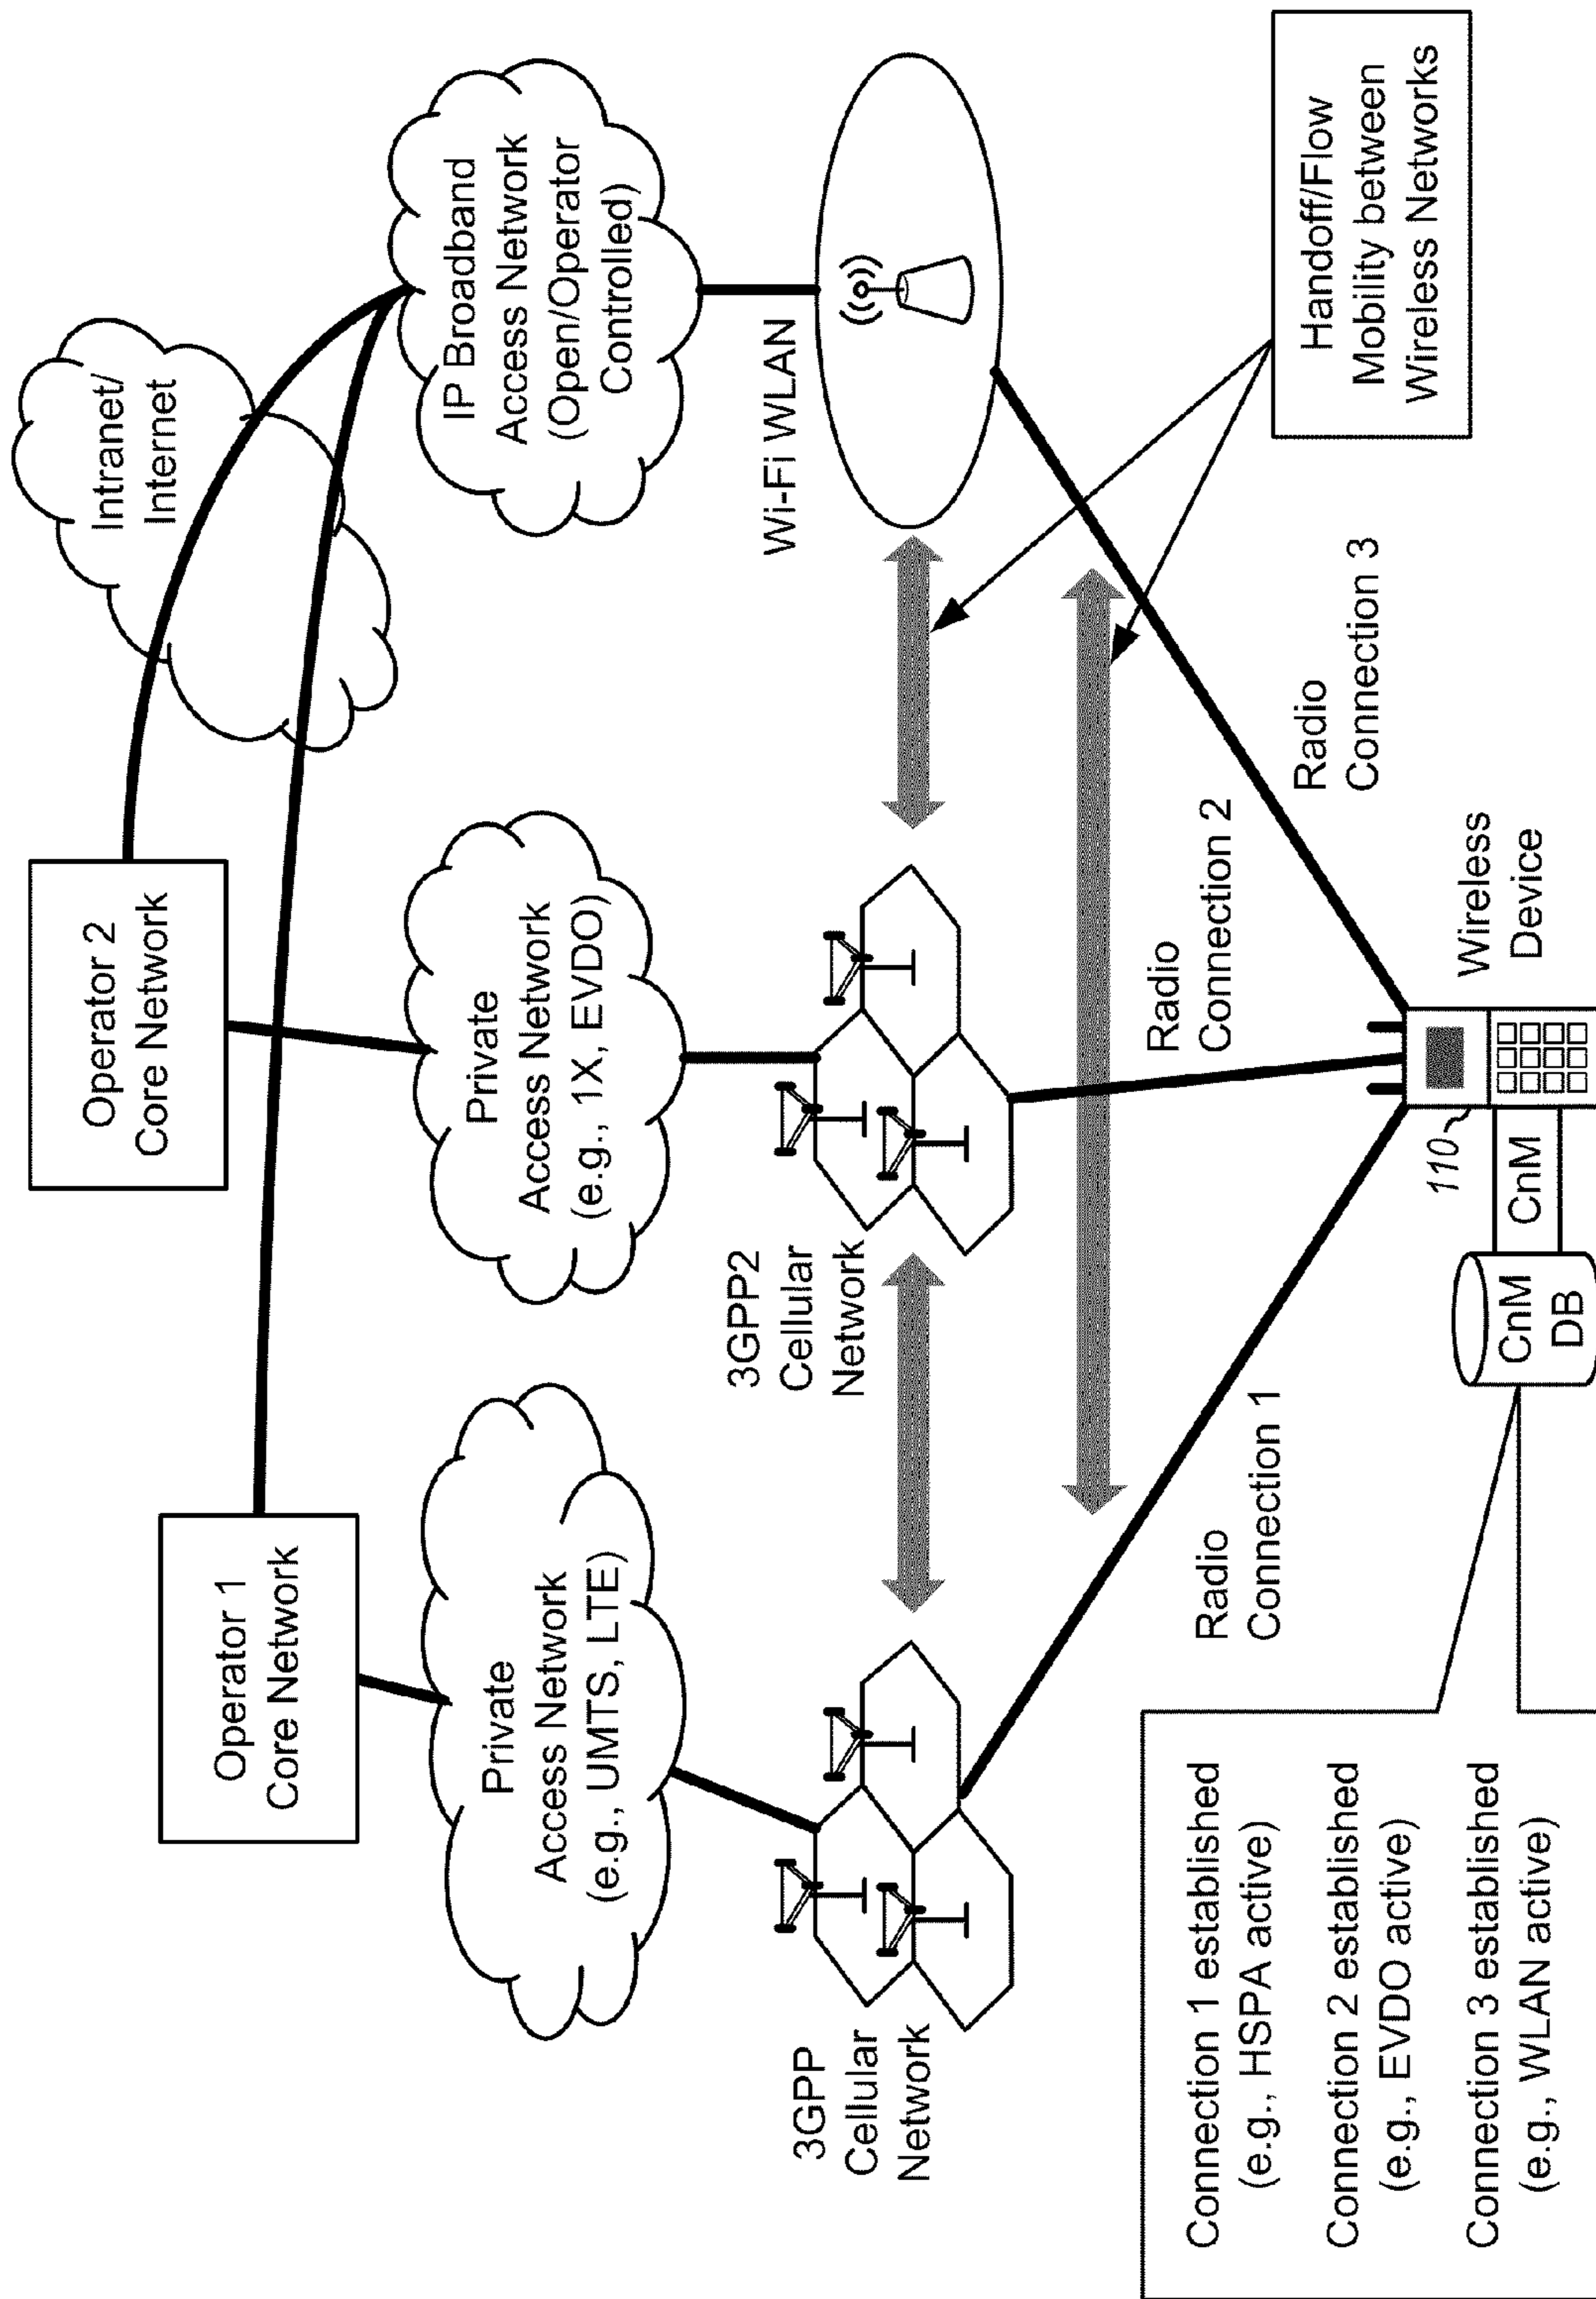 Intranet/
Internet
Operator 2
Core Network
Operator 1
Core Network
Private
Access Network
(e.g., UMTS, LTE)
Private
Access Network
(e.g., 1X, EVDO)
IP Broadband
Access Network
(Open/Operator
Controlled)
3GPP
Cellular
Network
3GPP2
Cellular
Network
Wi-Fi WLAN
Radio
Connection 1
Radio
Connection 2
Radio
Connection 3
Handoff/Flow
Mobility between
Wireless Networks
Connection 1 established
(e.g., HSPA active)
Connection 2 established
(e.g., EVDO active)
Connection 3 established
(e.g., WLAN active)
CnM
DB
CnM
110
Wireless
Device